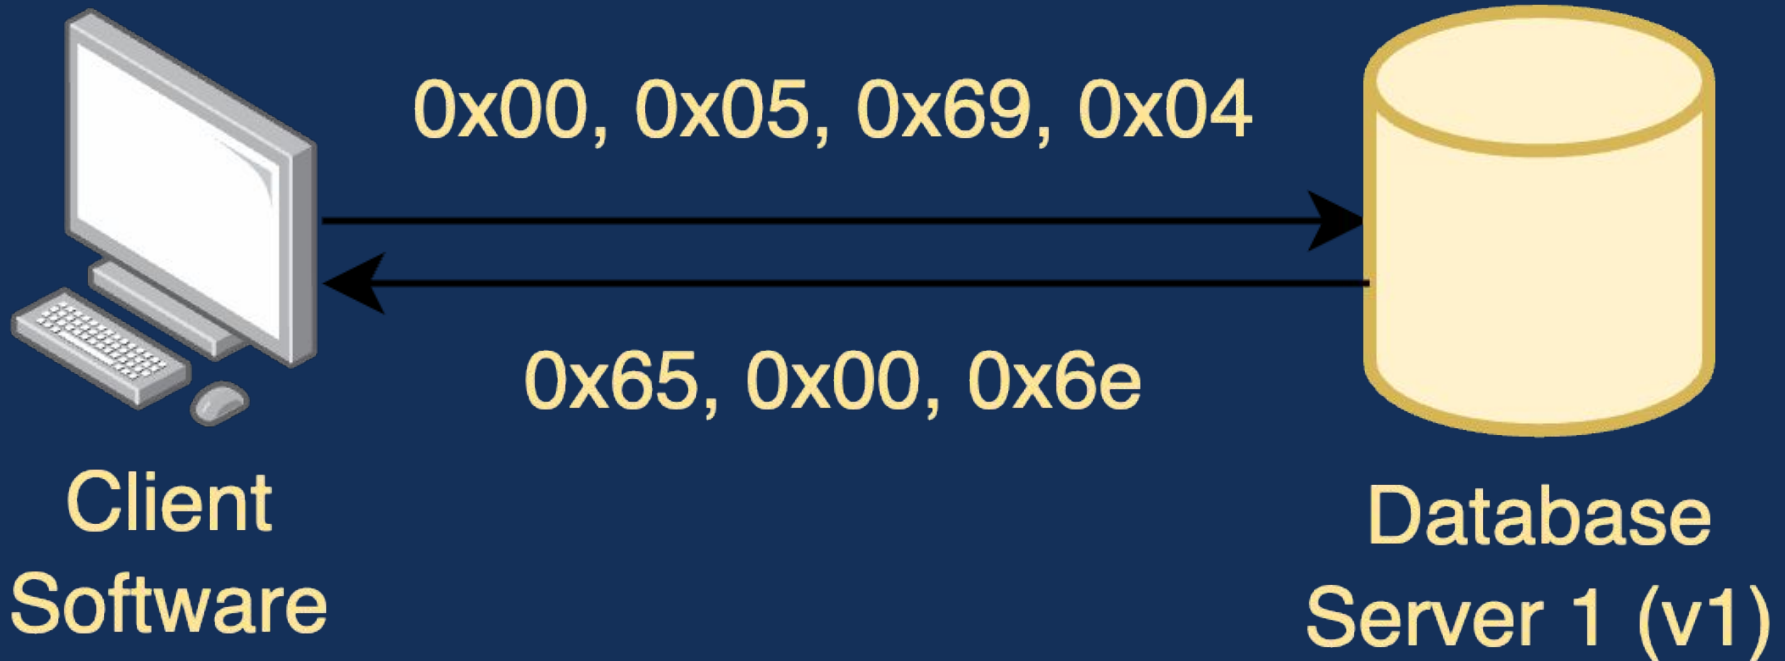 0x00, 0x05, 0x69, 0x04
0x65, 0x00, 0x6e
Client
Software
Database
Server 1 (v1)